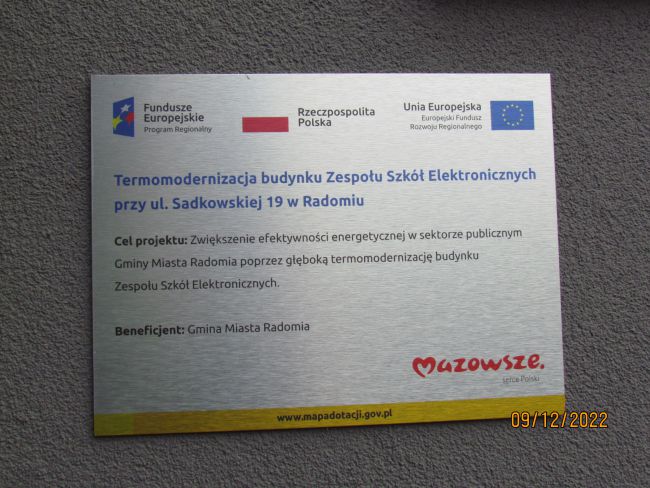 Fundusze
Europejskie
Program Regionalny
Rzeczpospolita
Polska
Unia Europejska
Europejski Fundusz
Rozwoju Regionalnego
Termomodernizacja budynku Zespołu Szkół Elektronicznych
przy ul. Sadkowskiej 19 w Radomiu
Cel projektu: Zwiększenie efektywności energetycznej w sektorze publicznym
Gminy Miasta Radomia poprzez głęboką termomodernizację budynku
Zespołu Szkół Elektronicznych.
Beneficjent: Gmina Miasta Radomia
Mazowsze.
serce Polski
www.mapadotacji.gov.pl
09/12/2022